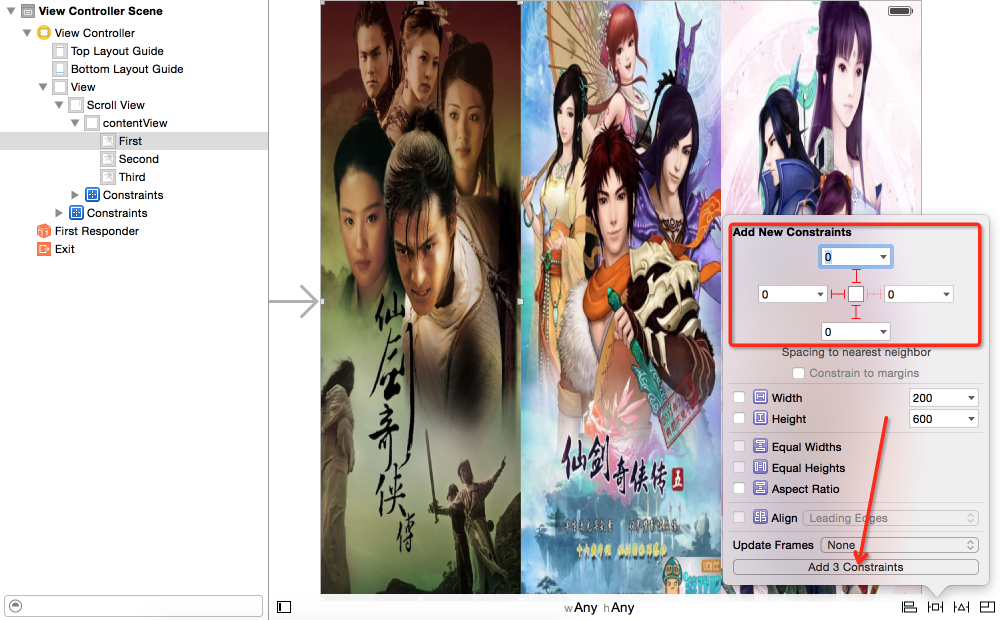 View Controller Scene
View Controller
Top Layout Guide
Bottom Layout Guide
View
Scroll View
contentView
First
Second
Third
Constraints
Constraints
First Responder
Exit
仙剑奇侠傳
仙剑奇侠传
五
Add New Constraints
0
0
0
0
Spacing to nearest neighbor
Constrain to margins
Width
200
Height
600
Equal Widths
Equal Heights
Aspect Ratio
Align
Leading Edges
Update Frames
None
Add 3 Constraints
wAny hAny